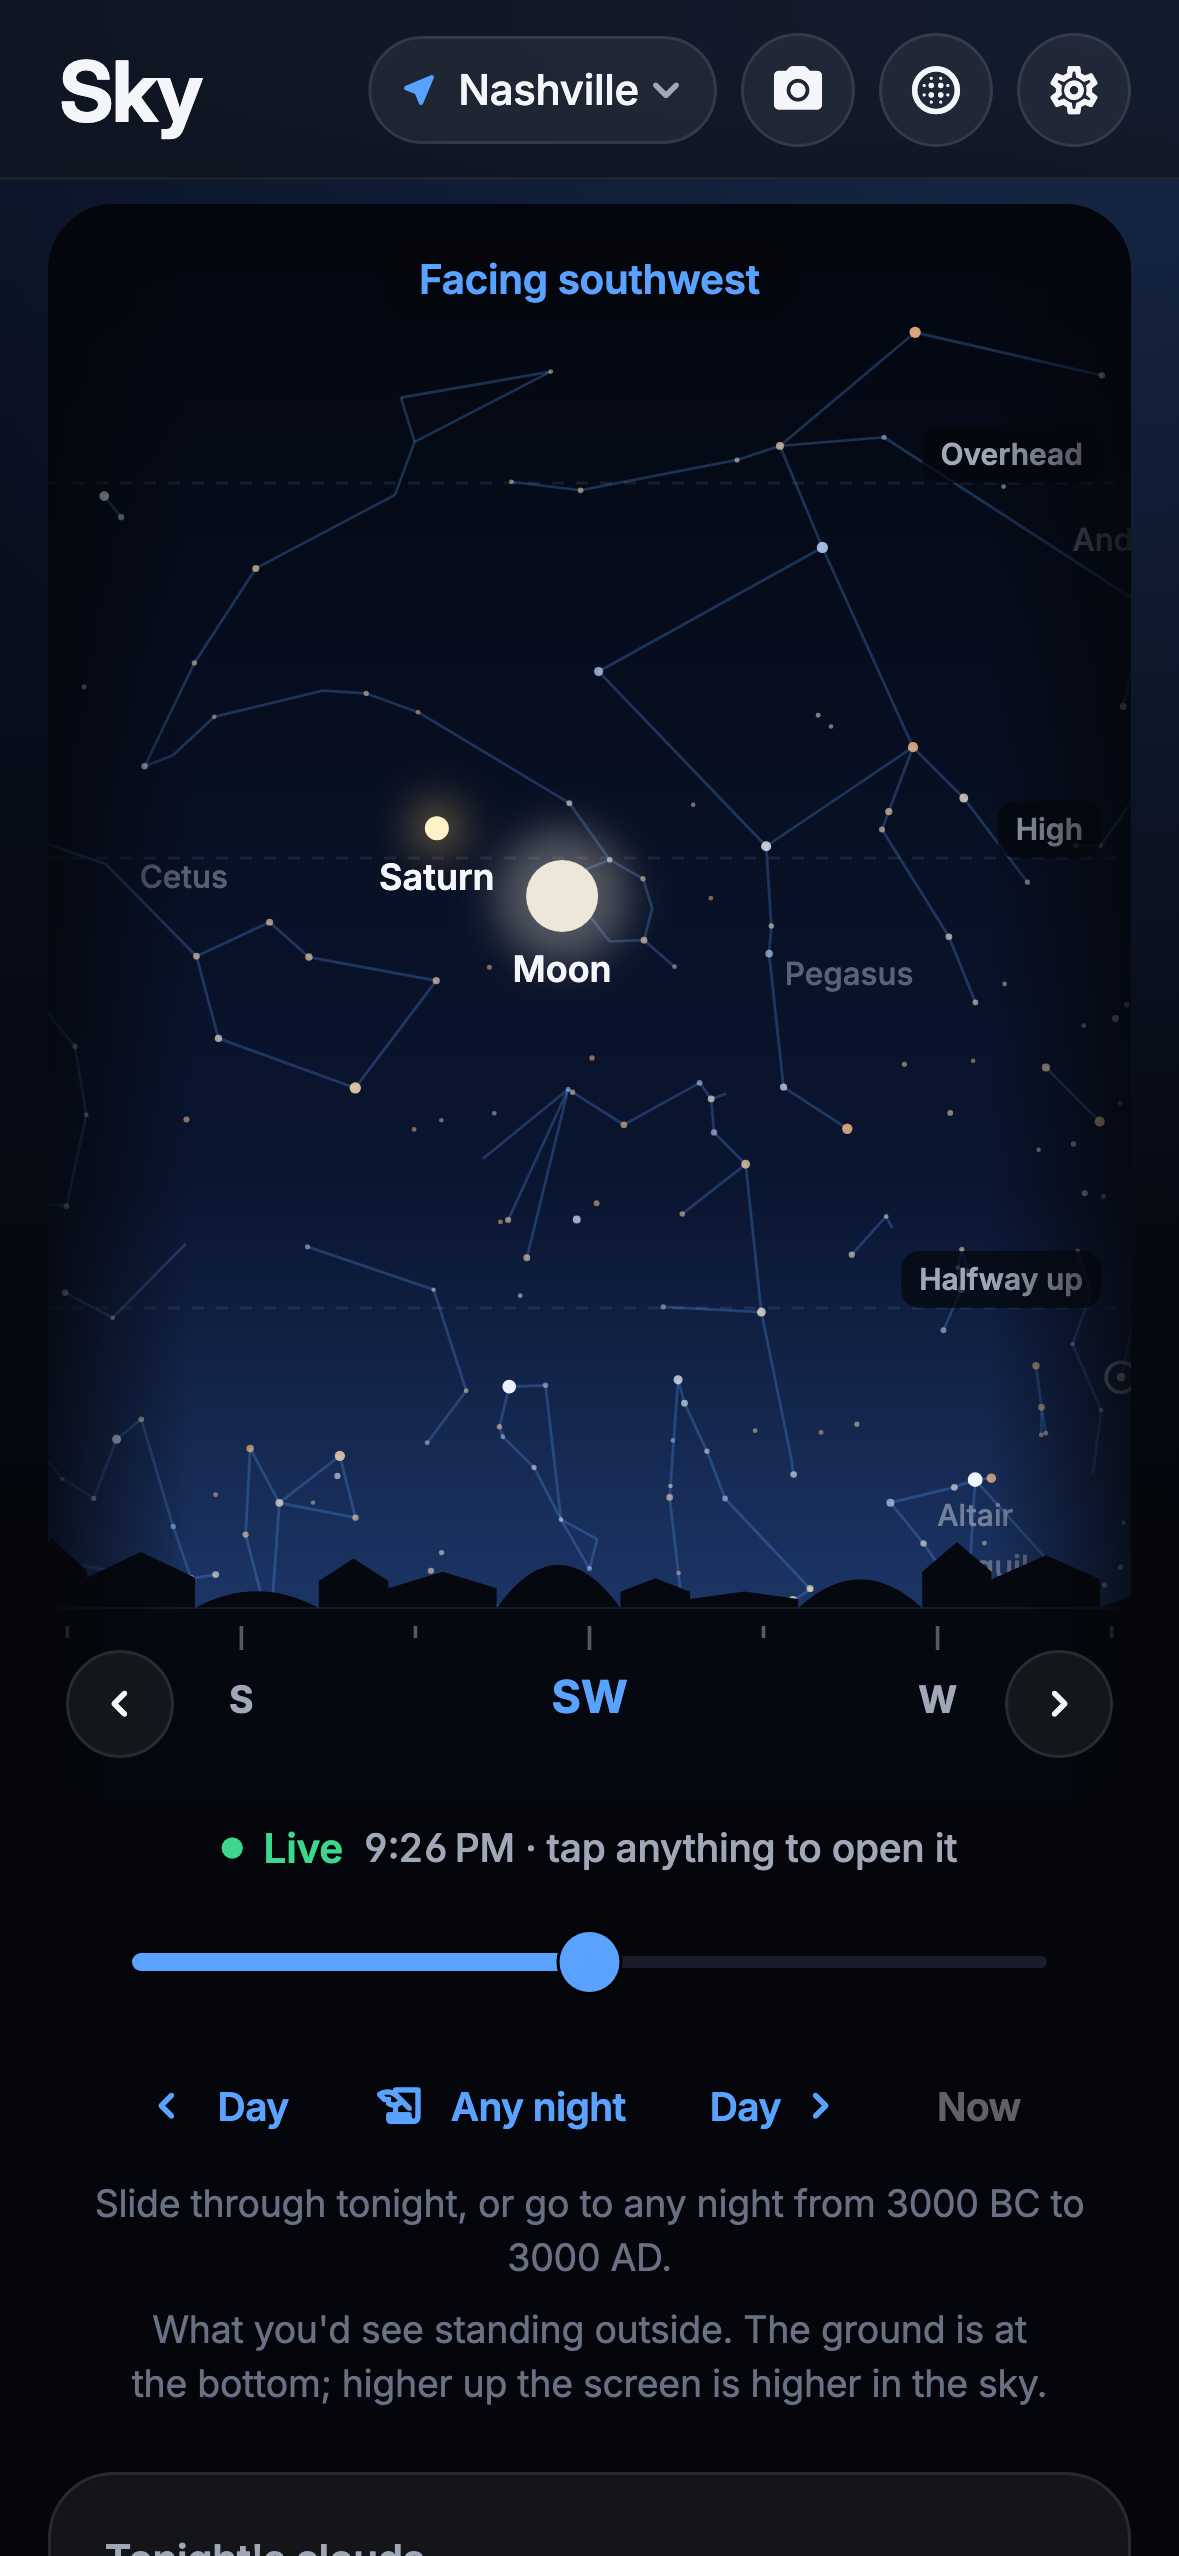 Sky
Nashville
Facing southwest
Overhead
High
Cetus
Saturn
Moon
Pegasus
Halfway up
Altair
S
SW
W
Live 9:26 PM · tap anything to open it
Day
Any night
Day
Now
Slide through tonight, or go to any night from 3000 BC to
3000 AD.
What you'd see standing outside. The ground is at
the bottom; higher up the screen is higher in the sky.
Tonight's clouds